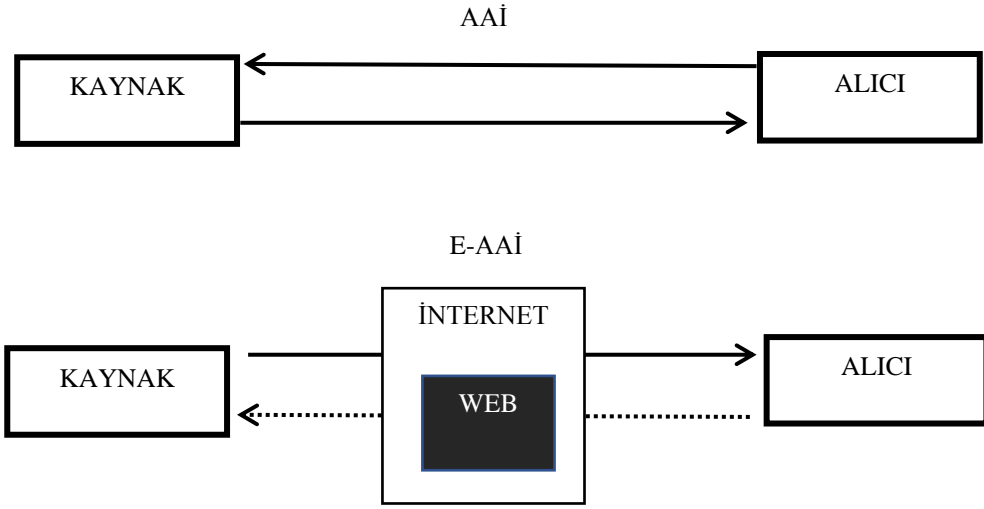 AAİ
KAYNAK
ALICI
E-AAİ
İNTERNET
KAYNAK
ALICI
WEB